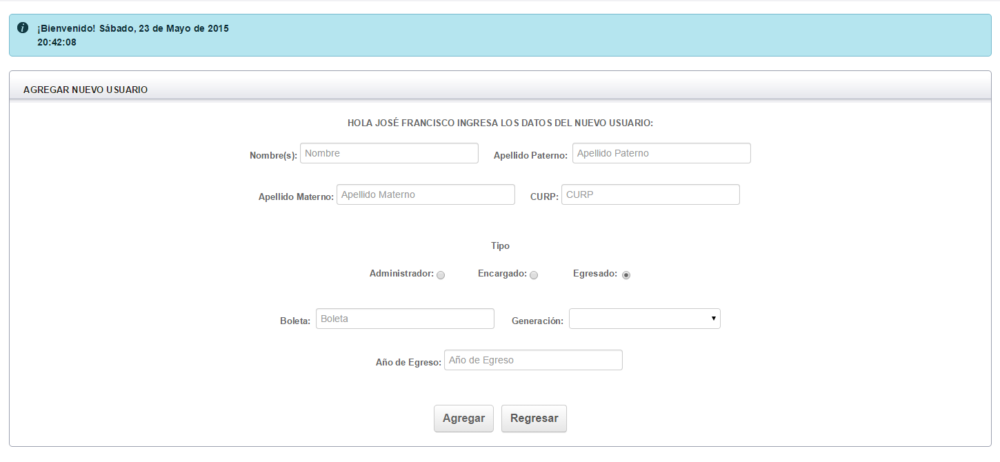 ¡Bienvenido! Sábado, 23 de Mayo de 2015
20:42:08
AGREGAR NUEVO USUARIO
HOLA JOSÉ FRANCISCO INGRESA LOS DATOS DEL NUEVO USUARIO:
Nombre(s): Nombre Apellido Paterno: Apellido Paterno
Apellido Materno: Apellido Materno CURP: CURP
Tipo
Administrador: Encargado: Egresado:
Boleta: Boleta Generación:
Año de Egreso: Año de Egreso
Agregar Regresar